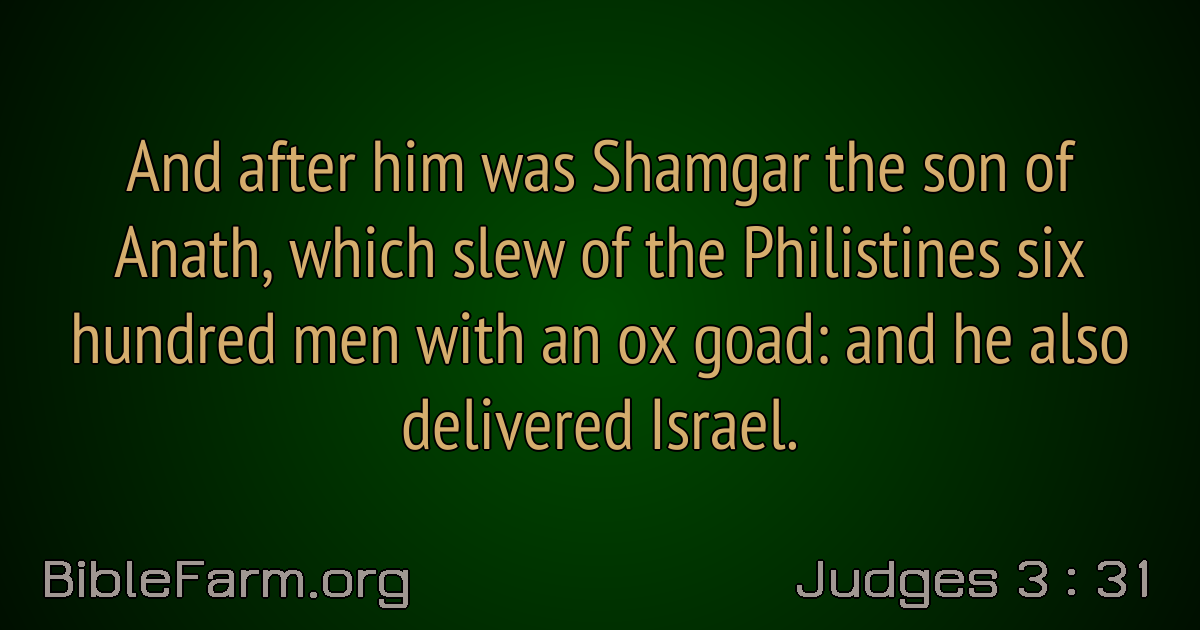 And after him was Shamgar the son of
Anath, which slew of the Philistines six
hundred men with an ox goad: and he also
delivered Israel.
BibleFarm.org
Judges 3 : 31